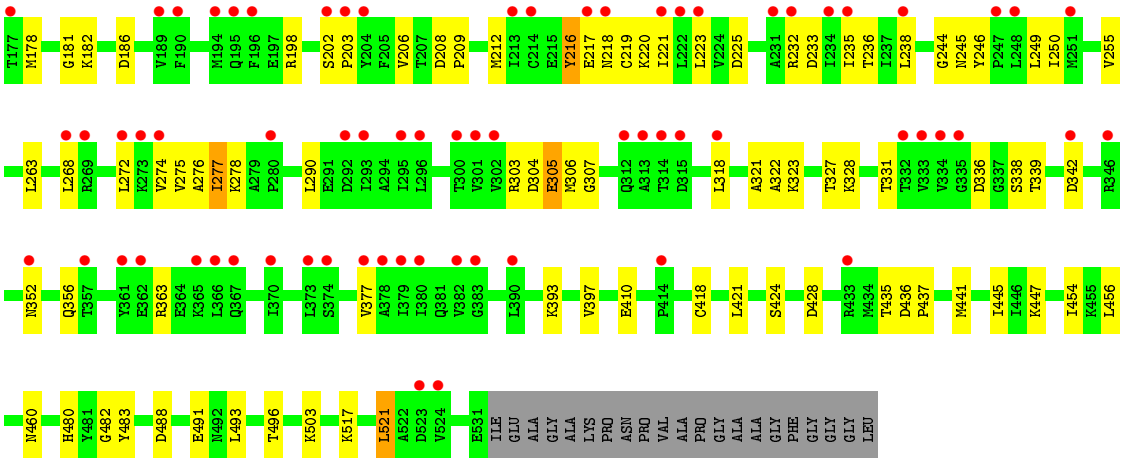 T177 M178 G181 K182 D186 V189 F190 M194 Q195 F196 E197 R198 S202 P203 Y204 F205 V206 T207 D208 P209 M212 I213 C214 E215 Y216 E217 N218 C219 K220 I221 L222 L223 V224 D225 A231 R232 D233 I234 I235 T236 I237 L238 G244 N245 Y246 P247 L248 L249 I250 M251 V255
L263 L268 R269 L272 K273 V274 V275 A276 I277 K278 A279 P280 L290 E291 D292 I293 A294 I295 L296 T300 V301 V302 R303 D304 E305 M306 G307 Q312 A313 T314 D315 L318 A321 A322 K323 T327 K328 T331 T332 V333 V334 G335 D336 G337 S338 T339 D342 R346
N352 Q356 T357 Y361 E362 R363 E364 K365 L366 Q367 I370 L373 S374 V377 A378 I379 I380 Q381 V382 G383 L390 K393 V397 E410 P414 C418 L421 S424 D428 R433 M434 T435 D436 P437 M441 I445 I446 K447 I454 K455 L456
N460 H480 Y481 G482 Y483 D488 E491 N492 L493 T496 K503 K517 L521 A522 D523 V524 E531 ILE GLU ALA GLY ALA LYS PRO ASN PRO VAL ALA PRO GLY ALA ALA GLY PHE GLY GLY GLY LEU